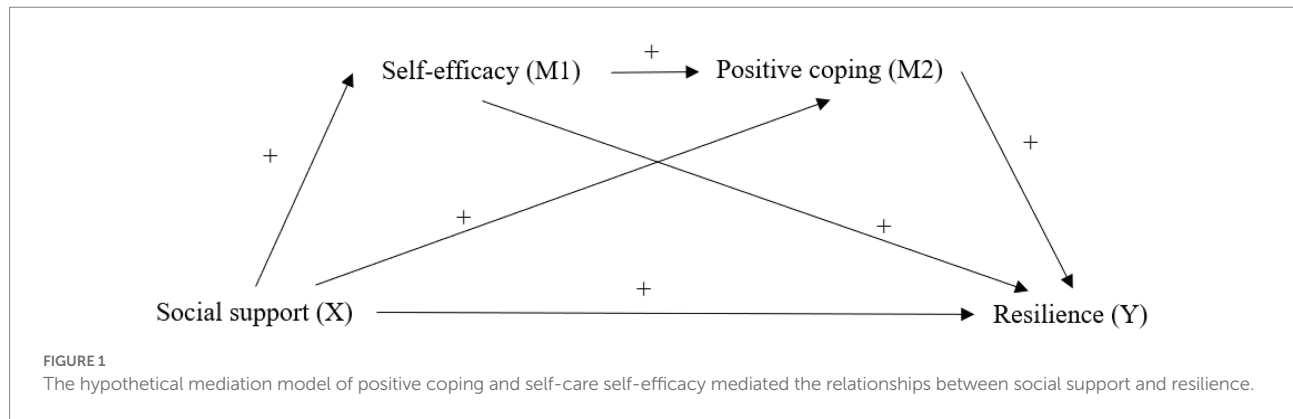 +
Self-efficacy (M1)
Positive coping (M2)
+
+
+
+
+
Social support (X)
Resilience (Y)
FIGURE 1
The hypothetical mediation model of positive coping and self-care self-efficacy mediated the relationships between social support and resilience.